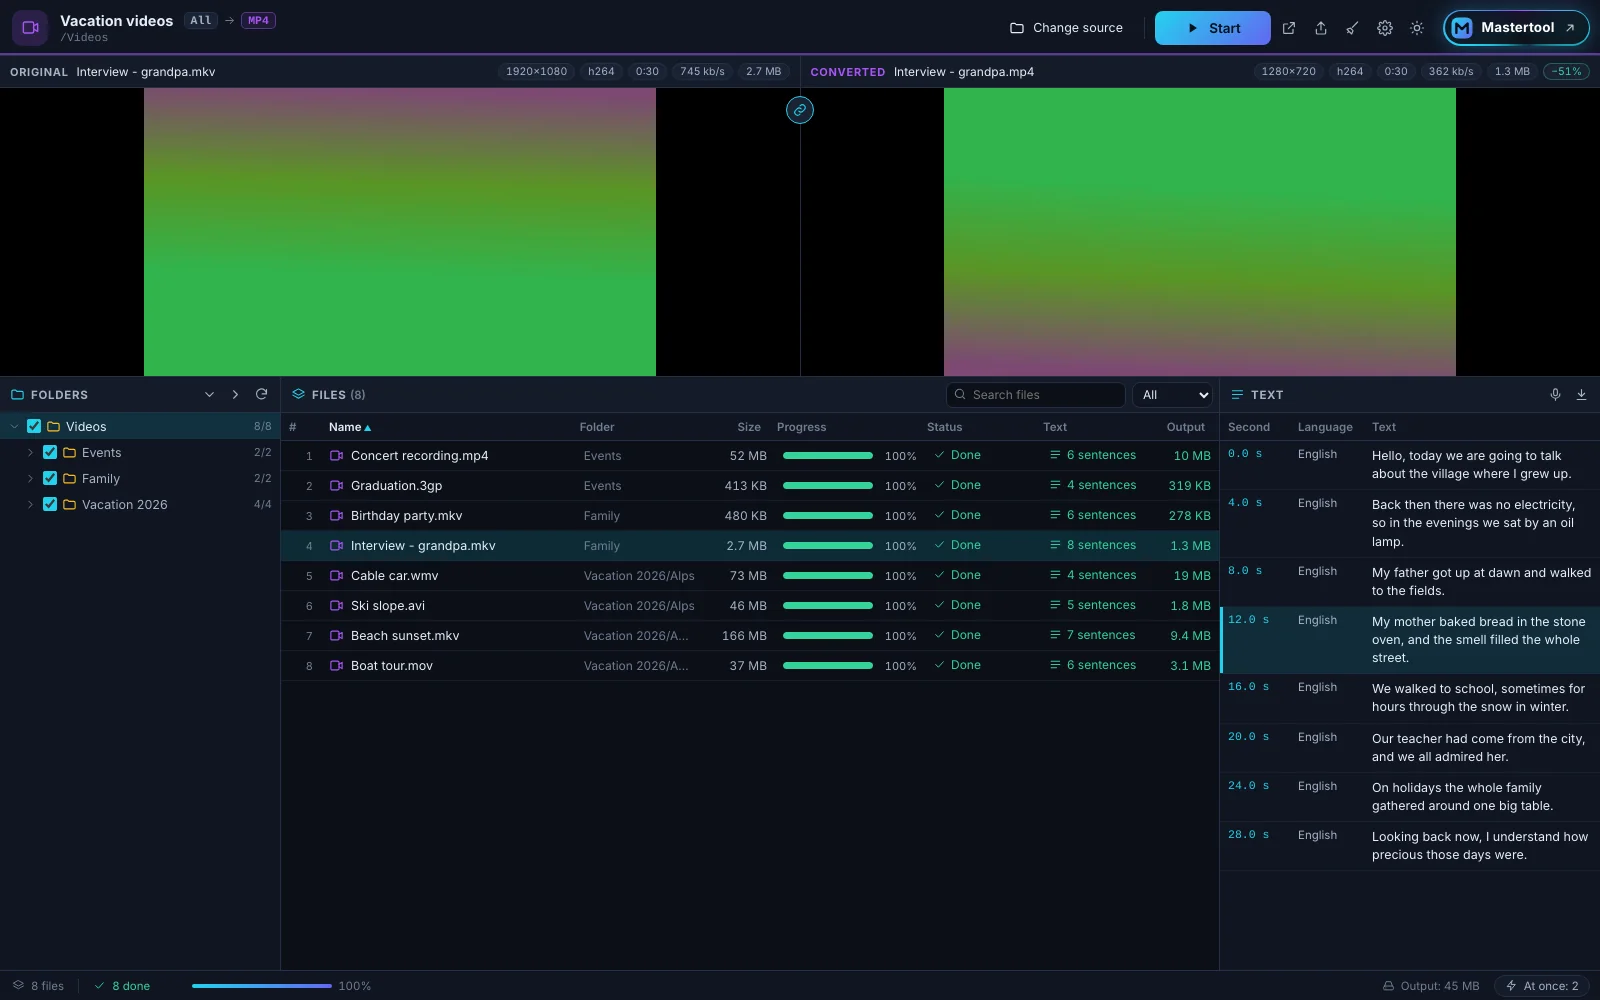 Vacation videos All → MP4
/Videos
Change source
Start
Mastertool
ORIGINAL Interview - grandpa.mkv 1920×1080 h264 0:30 745 kb/s 2.7 MB
CONVERTED Interview - grandpa.mp4 1280×720 h264 0:30 362 kb/s 1.3 MB −51%
FOLDERS
Videos 8/8
Events 2/2
Family 2/2
Vacation 2026 4/4
FILES (8) Search files All
# Name Folder Size Progress Status Text Output
1 Concert recording.mp4 Events 52 MB 100% Done 6 sentences 10 MB
2 Graduation.3gp Events 413 KB 100% Done 4 sentences 319 KB
3 Birthday party.mkv Family 480 KB 100% Done 6 sentences 278 KB
4 Interview - grandpa.mkv Family 2.7 MB 100% Done 8 sentences 1.3 MB
5 Cable car.wmv Vacation 2026/Alps 73 MB 100% Done 4 sentences 19 MB
6 Ski slope.avi Vacation 2026/Alps 46 MB 100% Done 5 sentences 1.8 MB
7 Beach sunset.mkv Vacation 2026/A... 166 MB 100% Done 7 sentences 9.4 MB
8 Boat tour.mov Vacation 2026/A... 37 MB 100% Done 6 sentences 3.1 MB
TEXT
Second Language Text
0.0 s English Hello, today we are going to talk
about the village where I grew up.
4.0 s English Back then there was no electricity,
so in the evenings we sat by an oil
lamp.
8.0 s English My father got up at dawn and walked
to the fields.
12.0 s English My mother baked bread in the stone
oven, and the smell filled the whole
street.
16.0 s English We walked to school, sometimes for
hours through the snow in winter.
20.0 s English Our teacher had come from the city,
and we all admired her.
24.0 s English On holidays the whole family
gathered around one big table.
28.0 s English Looking back now, I understand how
precious those days were.
8 files 8 done 100% Output: 45 MB At once: 2